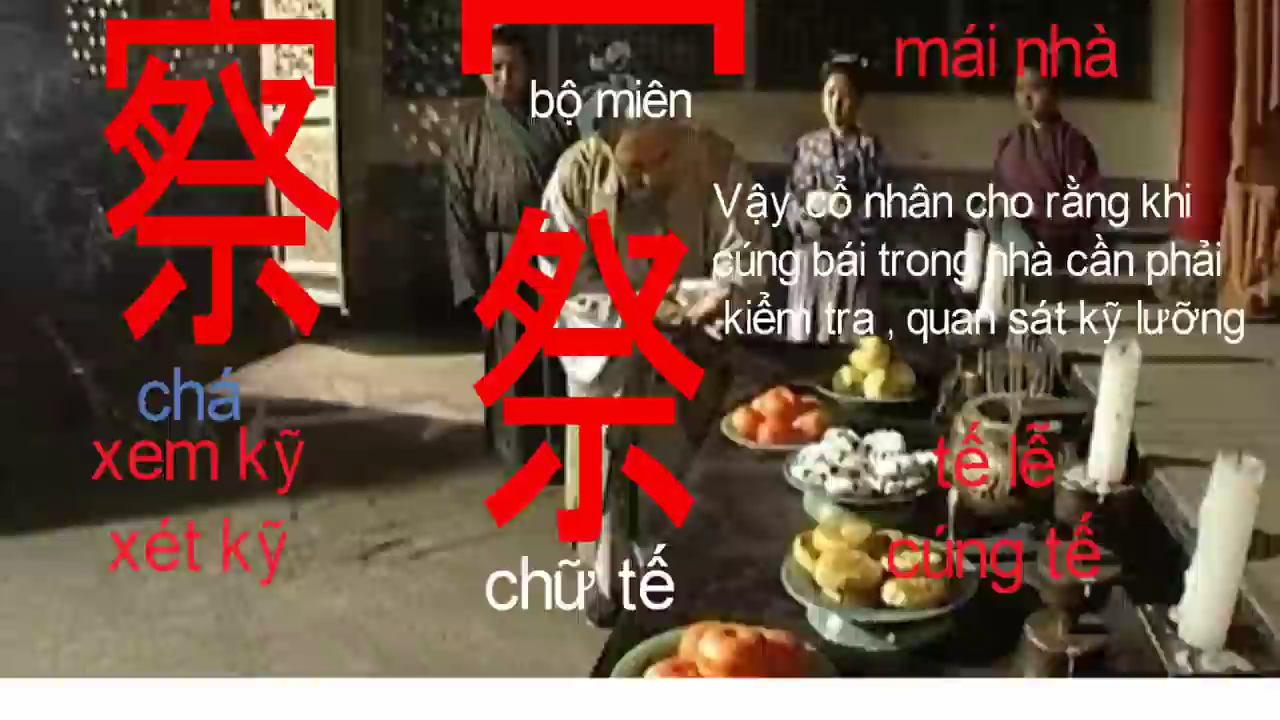 察
chá
xem kỹ
xét kỹ
宀
bộ miên
祭
chữ tế
mái nhà
Vậy cổ nhân cho rằng khi
cúng bái trong nhà cần phải
kiểm tra , quan sát kỹ lưỡng
tế lễ
cúng tế